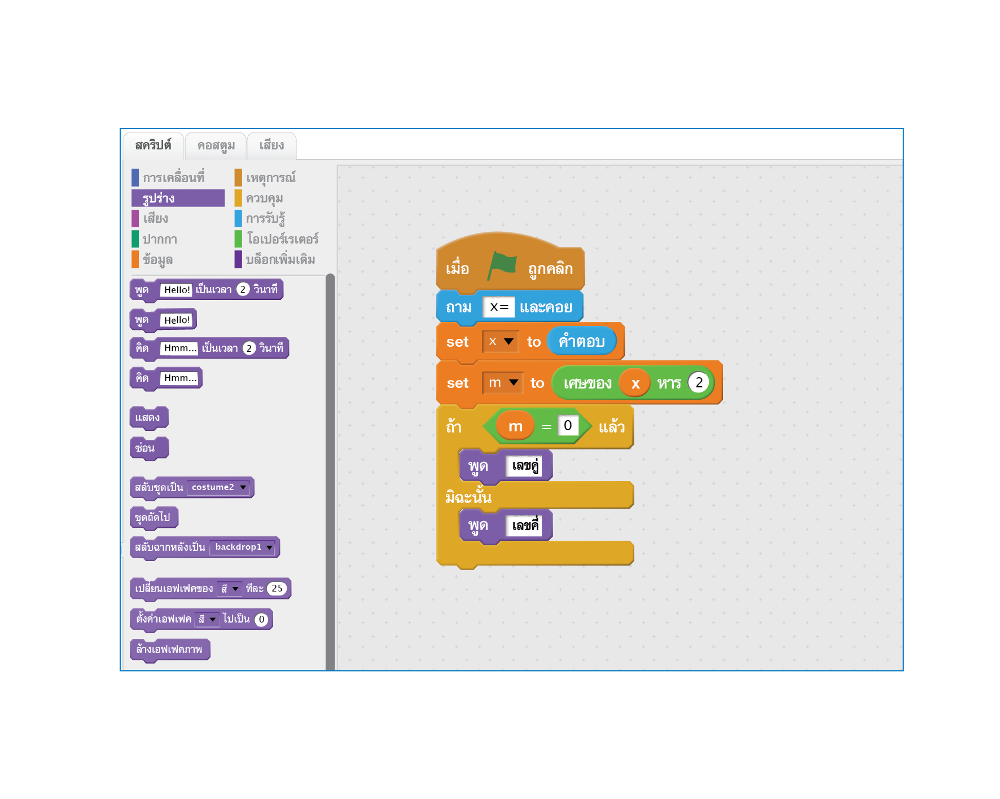 สคริปต์ คอสตูม เสียง
การเคลื่อนที่ เหตุการณ์
รูปร่าง ควบคุม
เสียง การรับรู้
ปากกา โอเปอร์เรเตอร์
ข้อมูล บล็อกเพิ่มเติม
พูด Hello! เป็นเวลา 2 วินาที
พูด Hello!
คิด Hmm... เป็นเวลา 2 วินาที
คิด Hmm...
แสดง
ซ่อน
สลับชุดเป็น costume2
ชุดถัดไป
สลับฉากหลังเป็น backdrop1
เปลี่ยนเอฟเฟคของ สี ทีละ 25
ตั้งค่าเอฟเฟค สี ไปเป็น 0
ล้างเอฟเฟคภาพ
เมื่อ ถูกคลิก
ถาม x= และคอย
set x to คำตอบ
set m to เศษของ x หาร 2
ถ้า m = 0 แล้ว
พูด เลขคู่
มิฉะนั้น
พูด เลขคี่